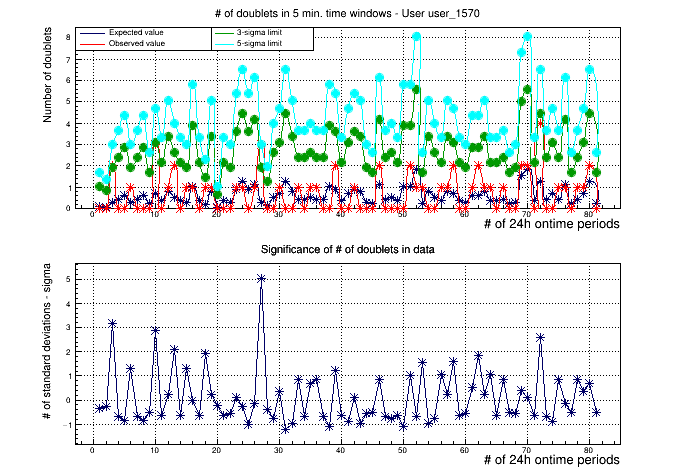 # of doublets in 5 min. time windows - User user_1570
Number of doublets
Expected value
Observed value
3-sigma limit
5-sigma limit
8
7
6
5
4
3
2
1
0
0 10 20 30 40 50 60 70 80
# of 24h ontime periods
Significance of # of doublets in data
# of standard deviations - sigma
5
4
3
2
1
0
-1
0 10 20 30 40 50 60 70 80
# of 24h ontime periods